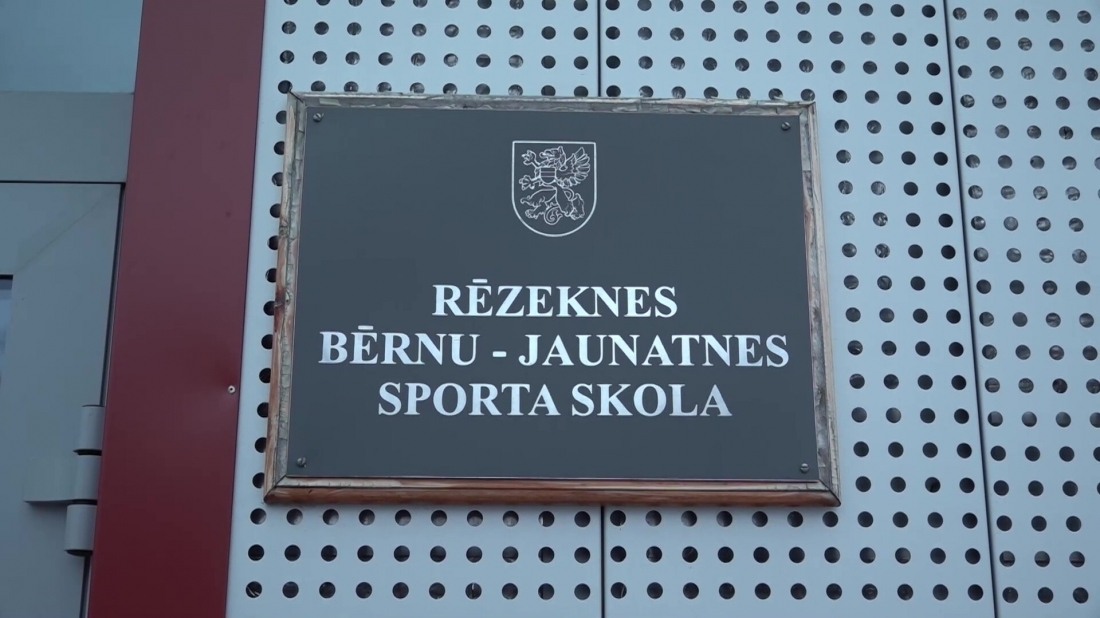 RĒZEKNES
BĒRNU - JAUNATNES
SPORTA SKOLA